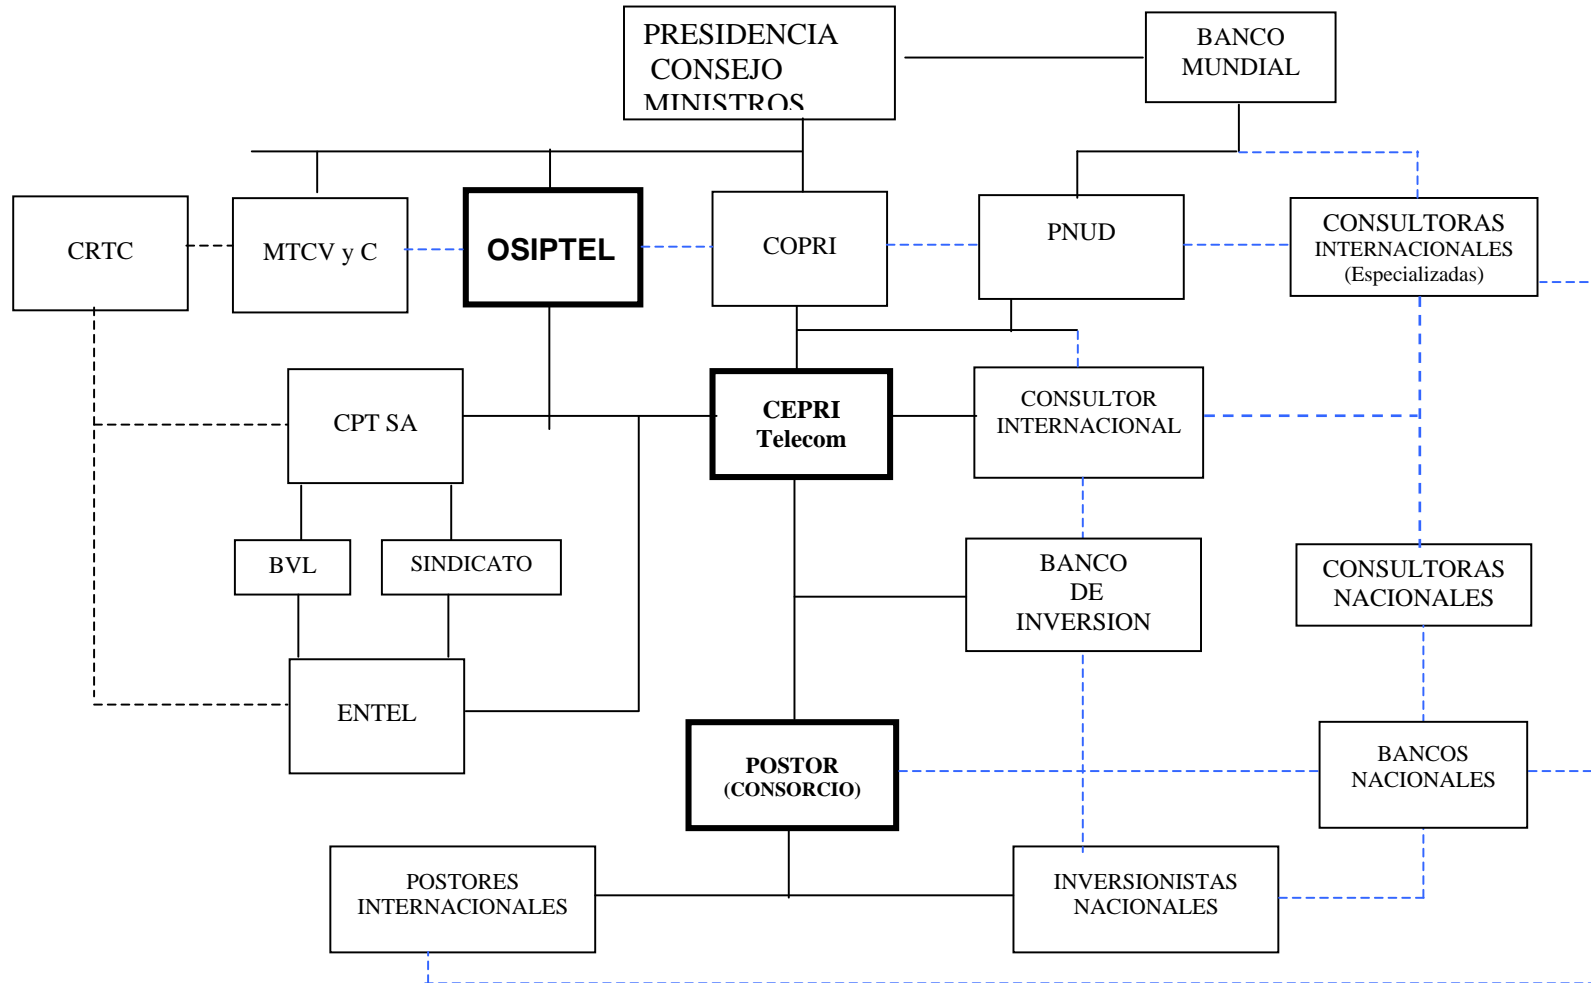 PRESIDENCIA
CONSEJO
MINISTROS
BANCO
MUNDIAL
CRTC
MTCV y C
OSIPTEL
COPRI
PNUD
CONSULTORAS
INTERNACIONALES
(Especializadas)
CPT SA
CEPRI
Telecom
CONSULTOR
INTERNACIONAL
BVL
SINDICATO
BANCO
DE
INVERSION
CONSULTORAS
NACIONALES
ENTEL
POSTOR
(CONSORCIO)
BANCOS
NACIONALES
POSTORES
INTERNACIONALES
INVERSIONISTAS
NACIONALES